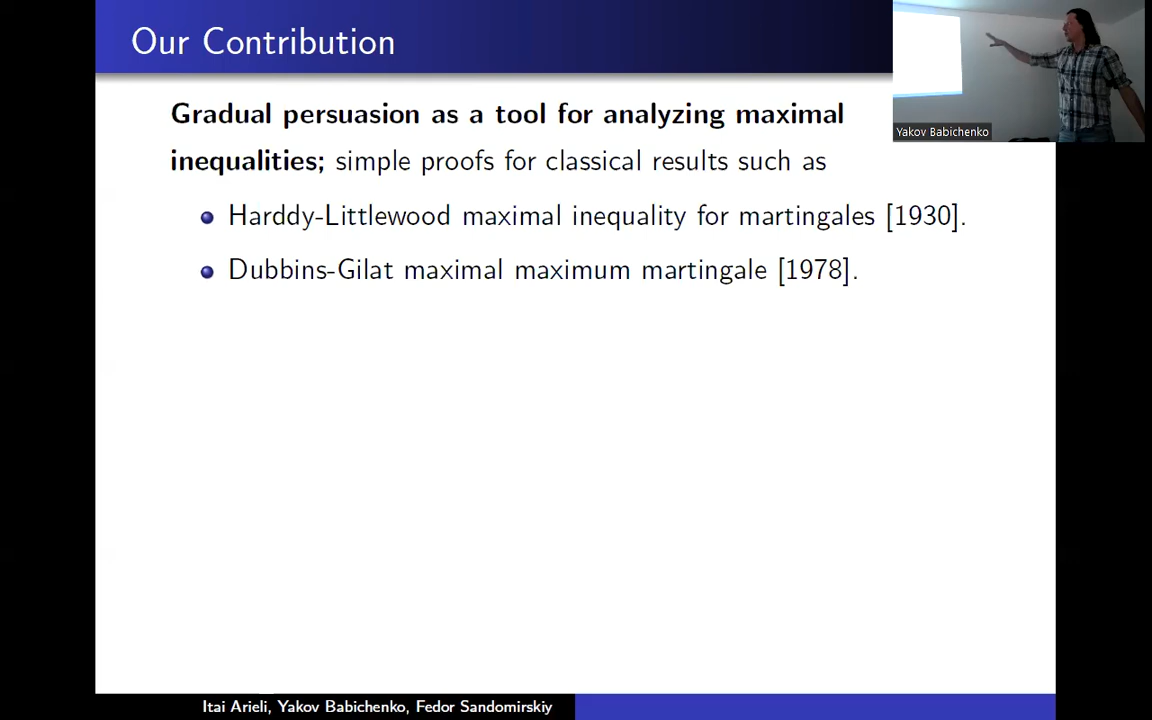 Our Contribution
Gradual persuasion as a tool for analyzing maximal
inequalities; simple proofs for classical results such as
Harddy-Littlewood maximal inequality for martingales [1930].
Dubbins-Gilat maximal maximum martingale [1978].
Yakov Babichenko
Itai Arieli, Yakov Babichenko, Fedor Sandomirskiy